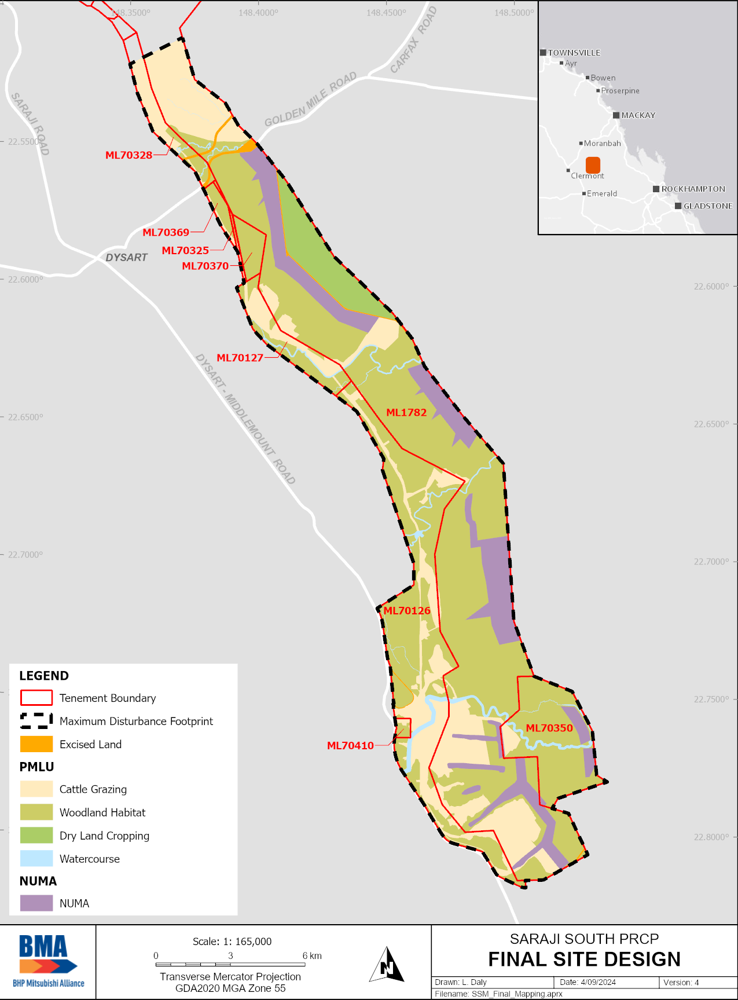 148.3500°
148.4000°
148.4500°
148.5000°
CARFAX ROAD
GOLDEN MILE ROAD
SARAJI ROAD
TOWNSVILLE
Ayr
Bowen
Proserpine
MACKAY
Moranbah
Clermont
Emerald
ROCKHAMPTON
GLADSTONE
22.5500°
ML70328
ML70369
ML70325
ML70370
DYSART
22.6000°
22.6000°
ML70127
DYSART - MIDDLEMOUNT ROAD
ML1782
22.6500°
22.6500°
22.7000°
22.7000°
ML70126
22.7500°
ML70350
ML70410
22.8000°
LEGEND
Tenement Boundary
Maximum Disturbance Footprint
Excised Land
PMLU
Cattle Grazing
Woodland Habitat
Dry Land Cropping
Watercourse
NUMA
NUMA
BMA
BHP Mitsubishi Alliance
Scale: 1: 165,000
0 3 6 km
Transverse Mercator Projection
GDA2020 MGA Zone 55
N
SARAJI SOUTH PRCP
FINAL SITE DESIGN
Drawn: L. Daly
Date: 4/09/2024
Version: 4
Filename: SSM_Final_Mapping.aprx